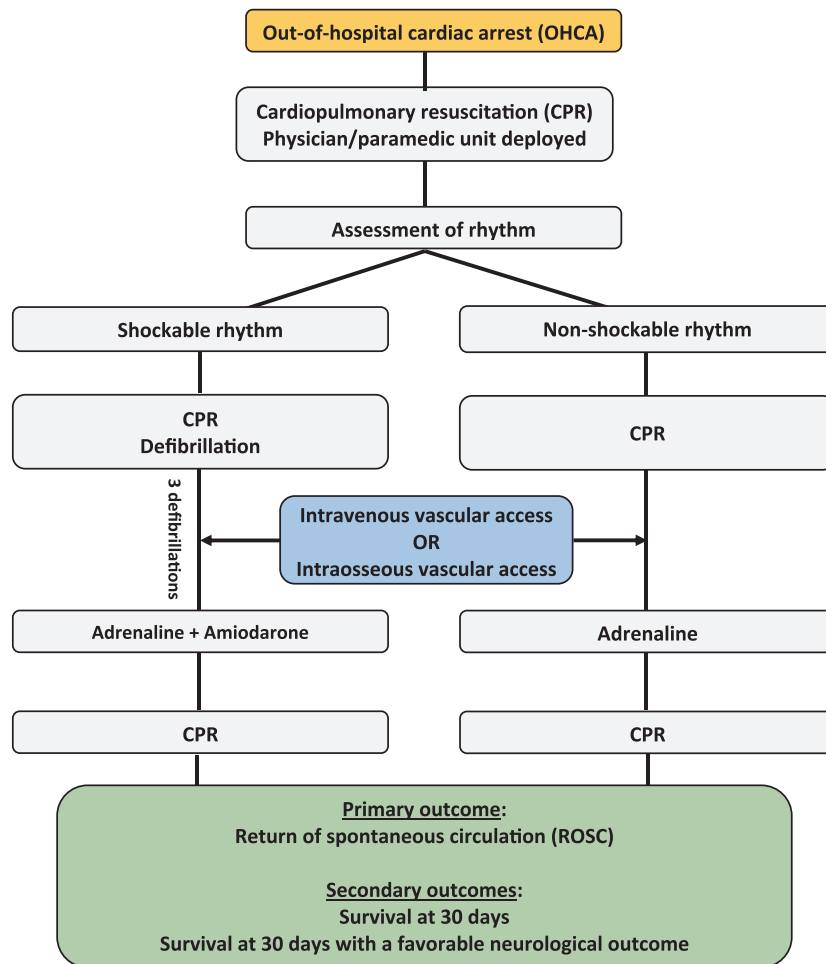 Out-of-hospital cardiac arrest (OHCA)
Cardiopulmonary resuscitation (CPR)
Physician/paramedic unit deployed
Assessment of rhythm
Shockable rhythm
Non-shockable rhythm
CPR
Defibrillation
CPR
3 defibrillations
Intravenous vascular access
OR
Intraosseous vascular access
Adrenaline + Amiodarone
Adrenaline
CPR
CPR
Primary outcome:
Return of spontaneous circulation (ROSC)
Secondary outcomes:
Survival at 30 days
Survival at 30 days with a favorable neurological outcome